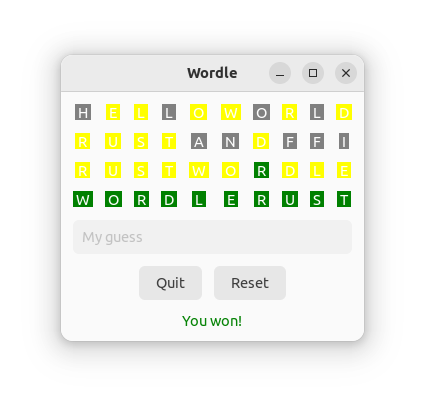 Wordle
H E L L O W O R L D
R U S T A N D F F I
R U S T W O R D L E
W O R D L E R U S T
My guess
Quit Reset
You won!